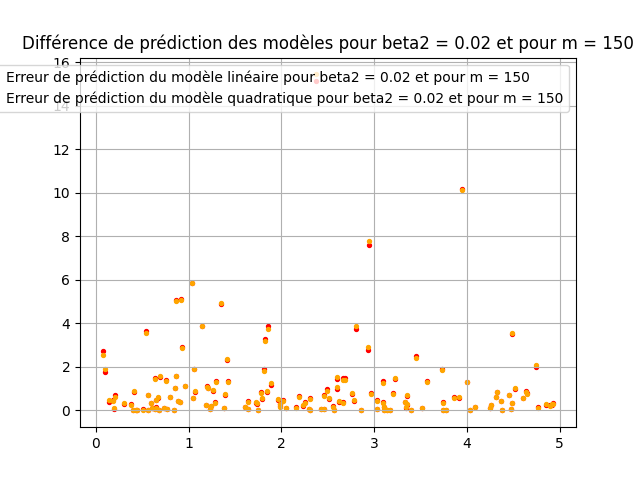 Différence de prédiction des modèles pour beta2 = 0.02 et pour m = 150
Erreur de prédiction du modèle linéaire pour beta2 = 0.02 et pour m = 150
Erreur de prédiction du modèle quadratique pour beta2 = 0.02 et pour m = 150
16
14
12
10
8
6
4
2
0
0 1 2 3 4 5